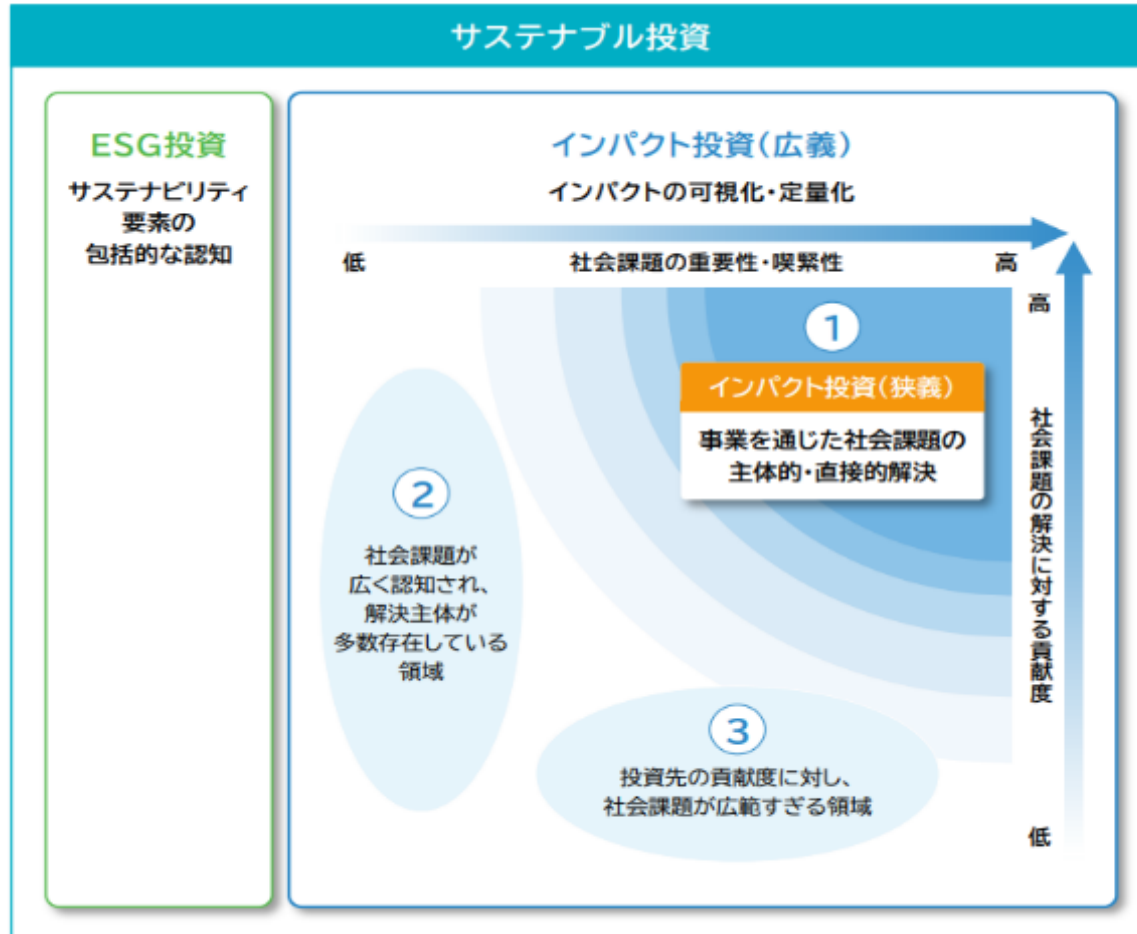 サステナブル投資
ESG投資
サステナビリティ
要素の
包括的な認知
インパクト投資(広義)
インパクトの可視化・定量化
低
社会課題の重要性・喫緊性
高
高
社会課題の解決に対する貢献度
低
1
インパクト投資(狭義)
事業を通じた社会課題の
主体的・直接的解決
2
社会課題が
広く認知され、
解決主体が
多数存在している
領域
3
投資先の貢献度に対し、
社会課題が広範すぎる領域